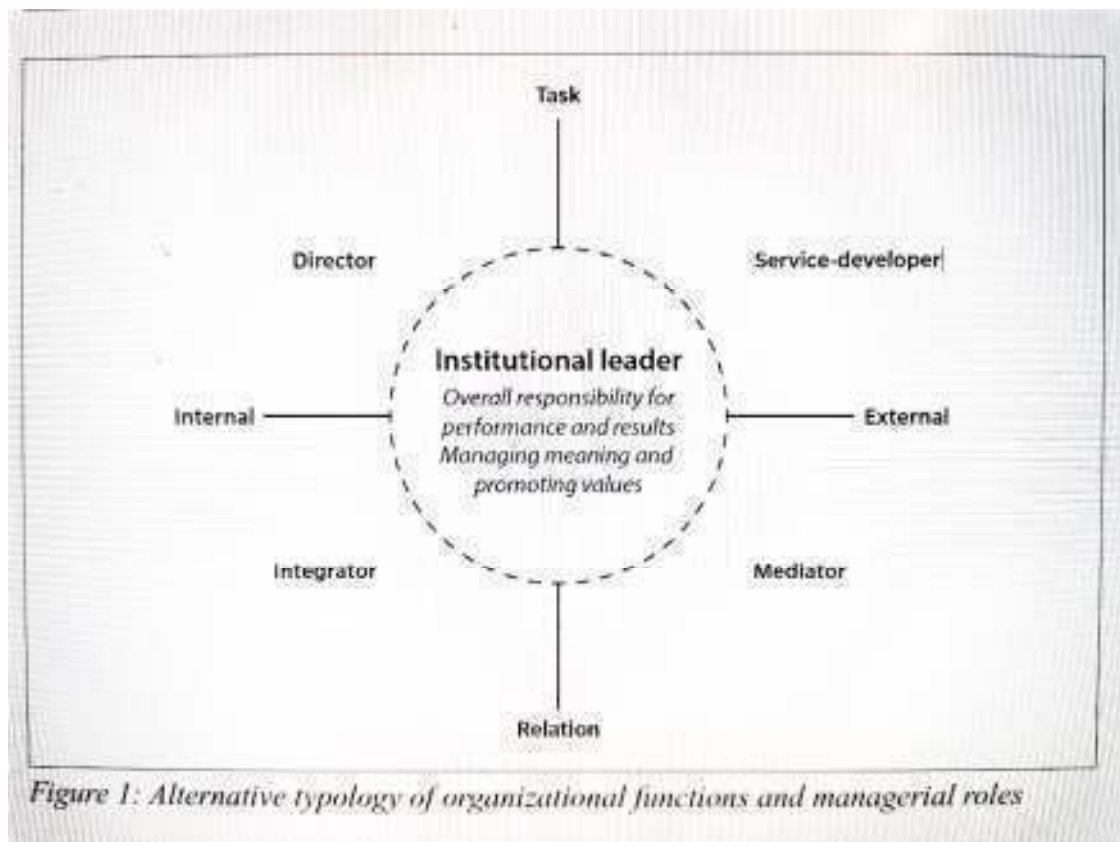 Task
Director
Service-developer
Institutional leader
Overall responsibility for
performance and results
Managing meaning and
promoting values
Internal
External
Integrator
Mediator
Relation
Figure 1: Alternative typology of organizational functions and managerial roles